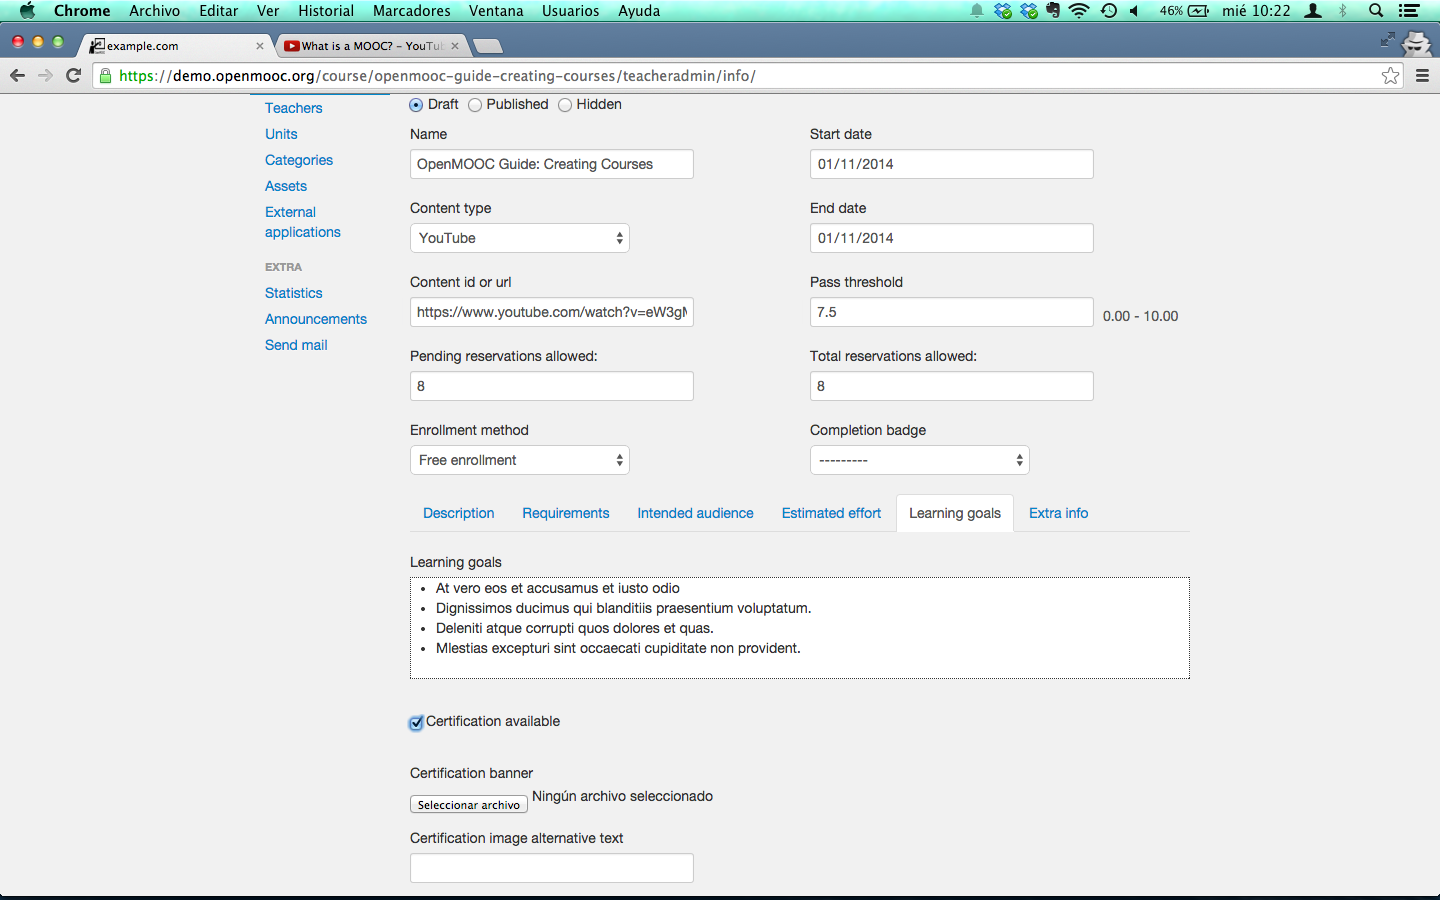 Chrome Archivo Editar Ver Historial Marcadores Ventana Usuarios Ayuda 46% mié 10:22
example.com What is a MOOC? – YouTub
https://demo.openmooc.org/course/openmooc-guide-creating-courses/teacheradmin/info/
Teachers
Units
Categories
Assets
External
applications
EXTRA
Statistics
Announcements
Send mail
Draft Published Hidden
Name Start date
OpenMOOC Guide: Creating Courses 01/11/2014
Content type End date
YouTube 01/11/2014
Content id or url Pass threshold
https://www.youtube.com/watch?v=eW3gM 7.5 0.00 - 10.00
Pending reservations allowed: Total reservations allowed:
8 8
Enrollment method Completion badge
Free enrollment ---------
Description Requirements Intended audience Estimated effort Learning goals Extra info
Learning goals
• At vero eos et accusamus et iusto odio
• Dignissimos ducimus qui blanditiis praesentium voluptatum.
• Deleniti atque corrupti quos dolores et quas.
• Mlestias excepturi sint occaecati cupiditate non provident.
Certification available
Certification banner
Seleccionar archivo Ningún archivo seleccionado
Certification image alternative text